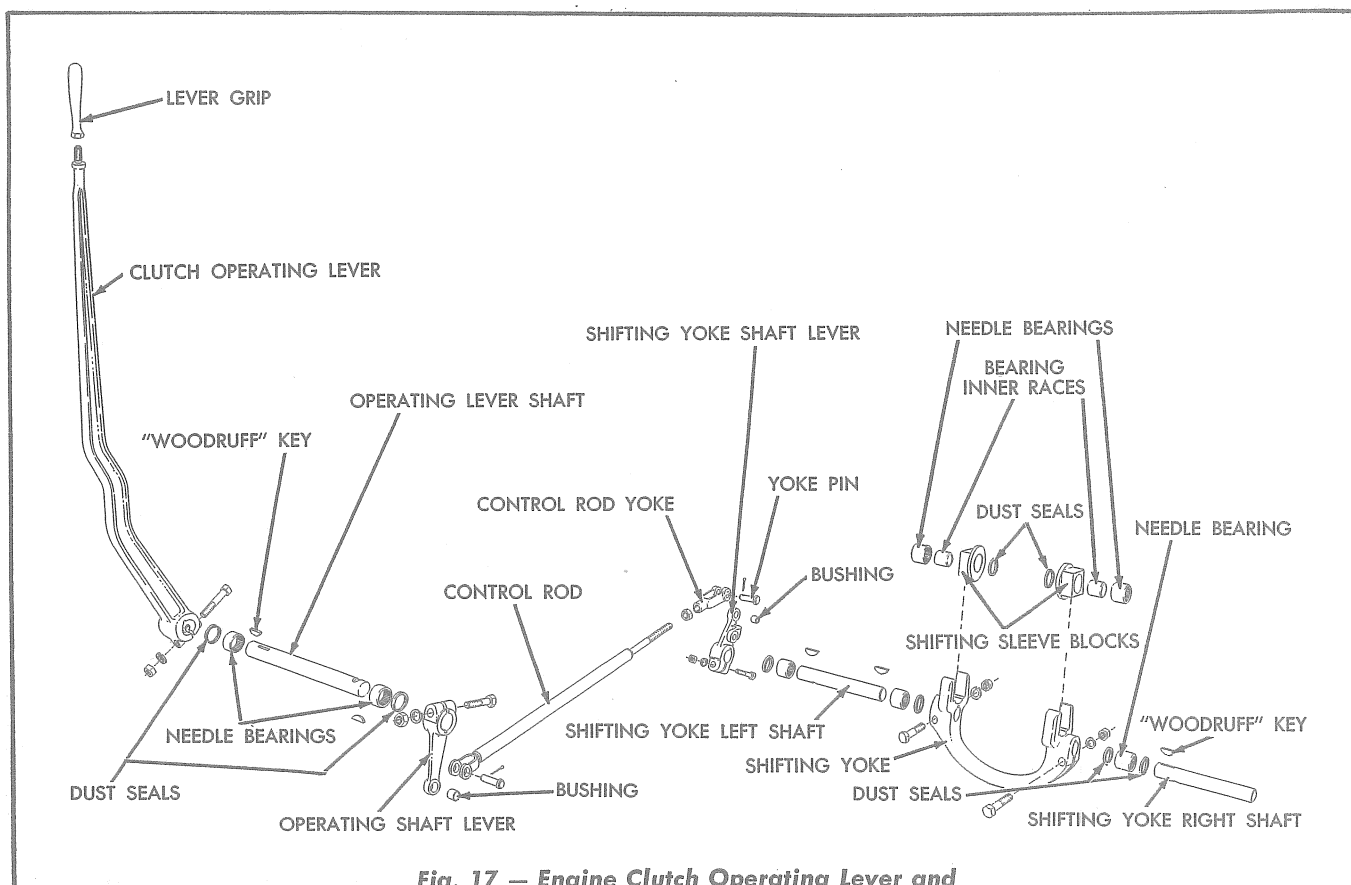 LEVER GRIP
CLUTCH OPERATING LEVER
SHIFTING YOKE SHAFT LEVER
NEEDLE BEARINGS
BEARING
INNER RACES
OPERATING LEVER SHAFT
"WOODRUFF" KEY
CONTROL ROD YOKE
YOKE PIN
DUST SEALS
NEEDLE BEARING
BUSHING
CONTROL ROD
SHIFTING SLEEVE BLOCKS
NEEDLE BEARINGS
SHIFTING YOKE LEFT SHAFT
"WOODRUFF" KEY
SHIFTING YOKE
DUST SEALS
BUSHING
DUST SEALS
OPERATING SHAFT LEVER
SHIFTING YOKE RIGHT SHAFT
Fig. 17 — Engine Clutch Operating Lever and